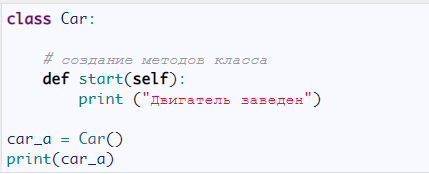 class Car:
# создание методов класса
def start(self):
print ("Двигатель заведен")
car_a = Car()
print(car_a)